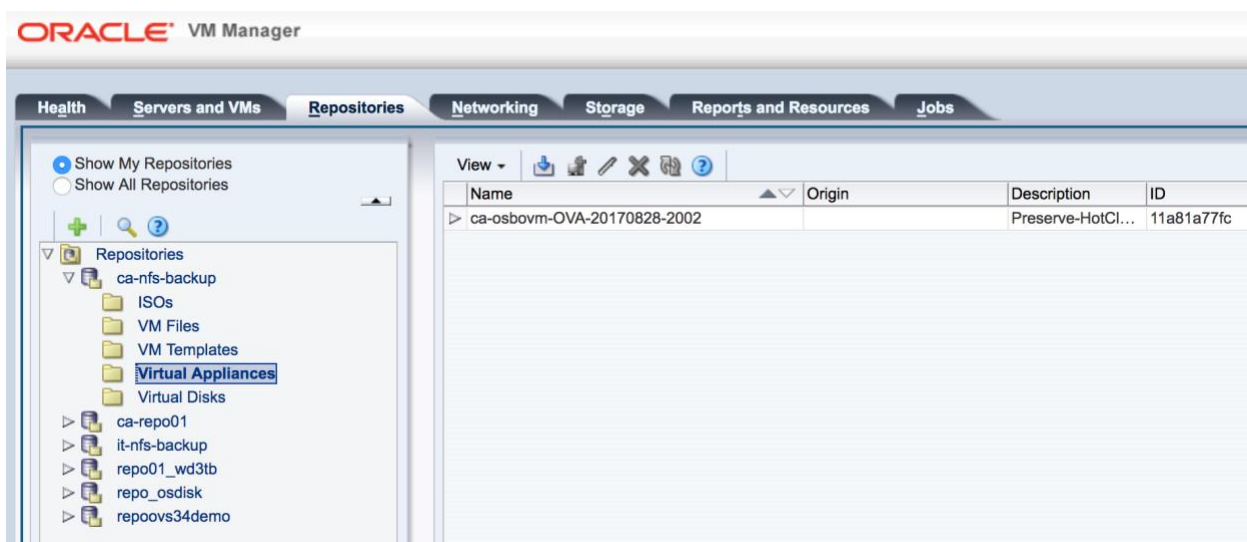 ORACLE VM Manager
Health Servers and VMs Repositories Networking Storage Reports and Resources Jobs
Show My Repositories
Show All Repositories
View
Name Origin Description ID
ca-osbovm-OVA-20170828-2002 Preserve-HotCl... 11a81a77fc
Repositories
ca-nfs-backup
ISOs
VM Files
VM Templates
Virtual Appliances
Virtual Disks
ca-repo01
it-nfs-backup
repo01_wd3tb
repo_osdisk
repoovs34demo